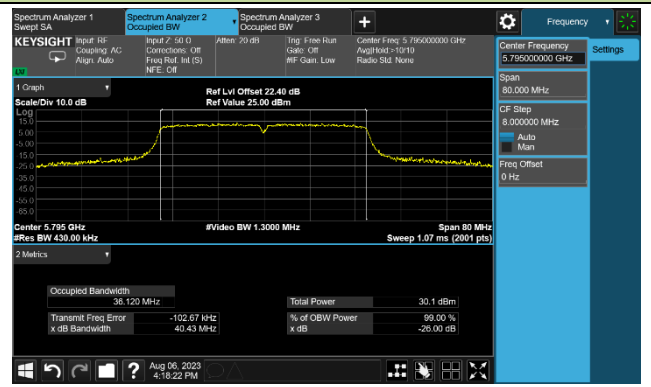 Spectrum Analyzer 1
Swept SA
Spectrum Analyzer 2
Occupied BW
Spectrum Analyzer 3
Occupied BW
Frequency
KEYSIGHT
Input: RF
Coupling: AC
Align: Auto
Input Z: 50 Ω
Corrections: Off
Freq Ref: Int (S)
NFE: Off
Atten: 20 dB
Trig: Free Run
Gate: Off
#IF Gain: Low
Center Freq: 5.795000000 GHz
Avg|Hold:>10/10
Radio Std: None
Center Frequency
5.795000000 GHz
Settings
Span
80.000 MHz
CF Step
8.000000 MHz
Auto
Man
Freq Offset
0 Hz
1 Graph
Scale/Div 10.0 dB
Ref Lvl Offset 22.40 dB
Ref Value 25.00 dBm
Log
15.0
5.00
-5.00
-15.0
-25.0
-35.0
-45.0
-55.0
-65.0
Center 5.795 GHz
#Video BW 1.3000 MHz
Span 80 MHz
#Res BW 430.00 kHz
Sweep 1.07 ms (2001 pts)
2 Metrics
Occupied Bandwidth
36.120 MHz
Total Power 30.1 dBm
Transmit Freq Error -102.67 kHz
% of OBW Power 99.00 %
x dB Bandwidth 40.43 MHz
x dB -26.00 dB
?
Aug 06, 2023
4:18:22 PM